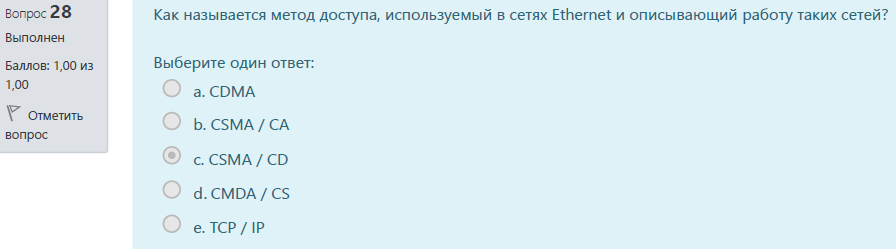 Вопрос 28
Выполнен
Баллов: 1,00 из
1,00
Отметить
вопрос
Как называется метод доступа, используемый в сетях Ethernet и описывающий работу таких сетей?
Выберите один ответ:
a. CDMA
b. CSMA / CA
c. CSMA / CD
d. CMDA / CS
e. TCP / IP